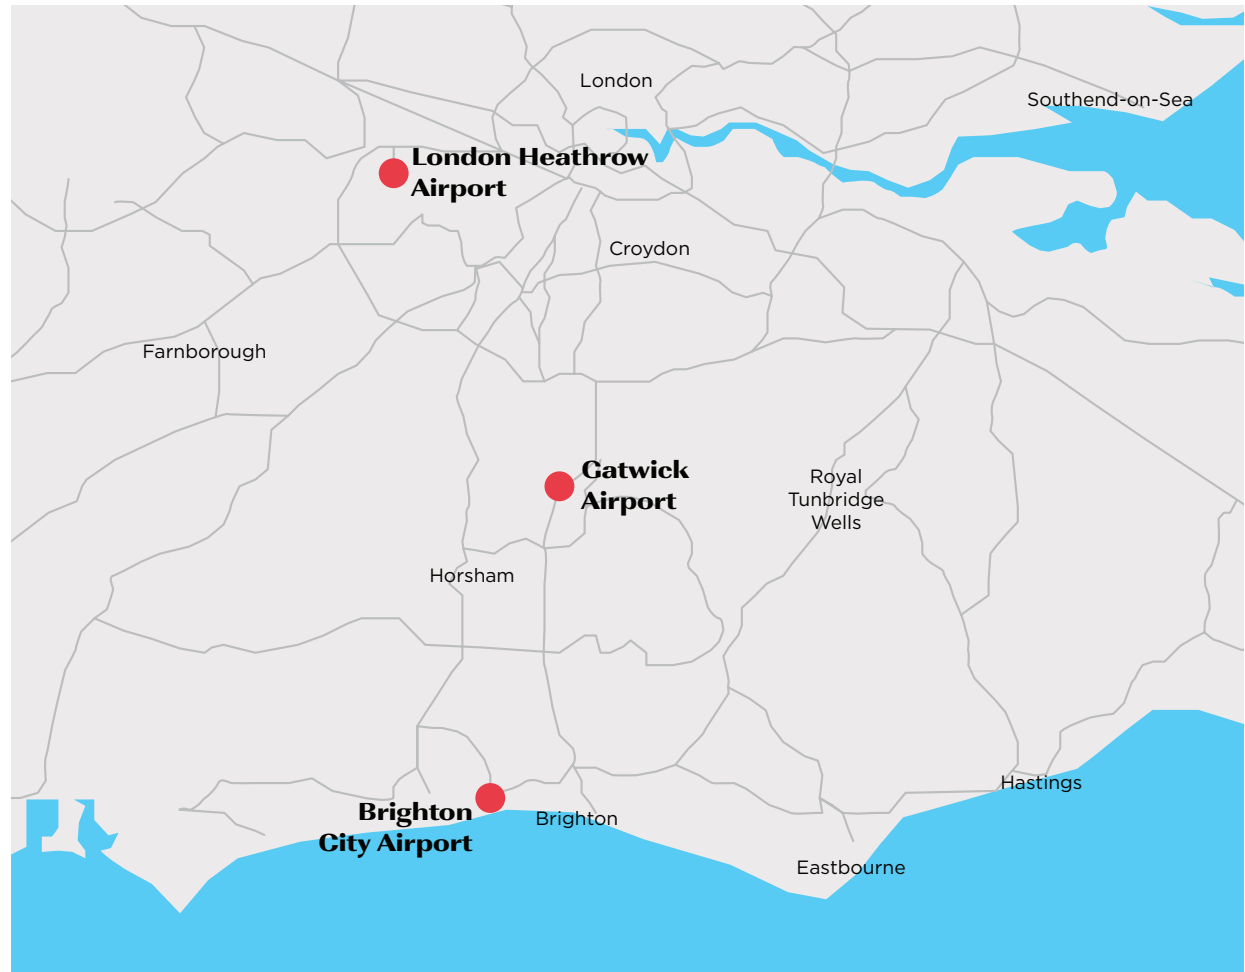 London
Southend-on-Sea
London Heathrow
Airport
Croydon
Farnborough
Gatwick
Airport
Royal
Tunbridge
Wells
Horsham
Hastings
Brighton
City Airport
Brighton
Eastbourne